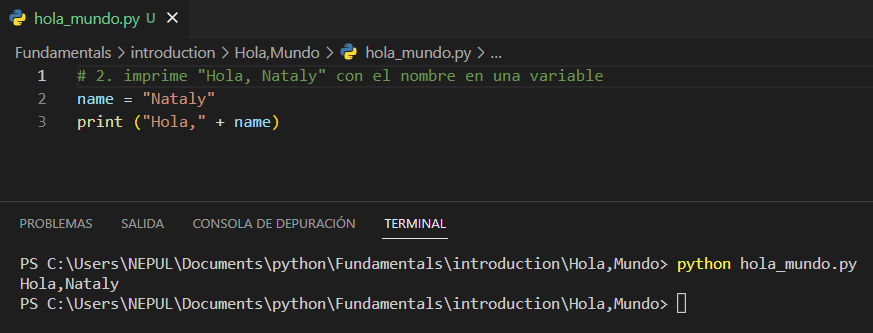 hola_mundo.py U
Fundamentals > introduction > Hola,Mundo > hola_mundo.py > ...
1 # 2. imprime "Hola, Nataly" con el nombre en una variable
2 name = "Nataly"
3 print ("Hola," + name)
PROBLEMAS SALIDA CONSOLA DE DEPURACIÓN TERMINAL
PS C:\Users\NEPUL\Documents\python\Fundamentals\introduction\Hola,Mundo> python hola_mundo.py
Hola,Nataly
PS C:\Users\NEPUL\Documents\python\Fundamentals\introduction\Hola,Mundo>